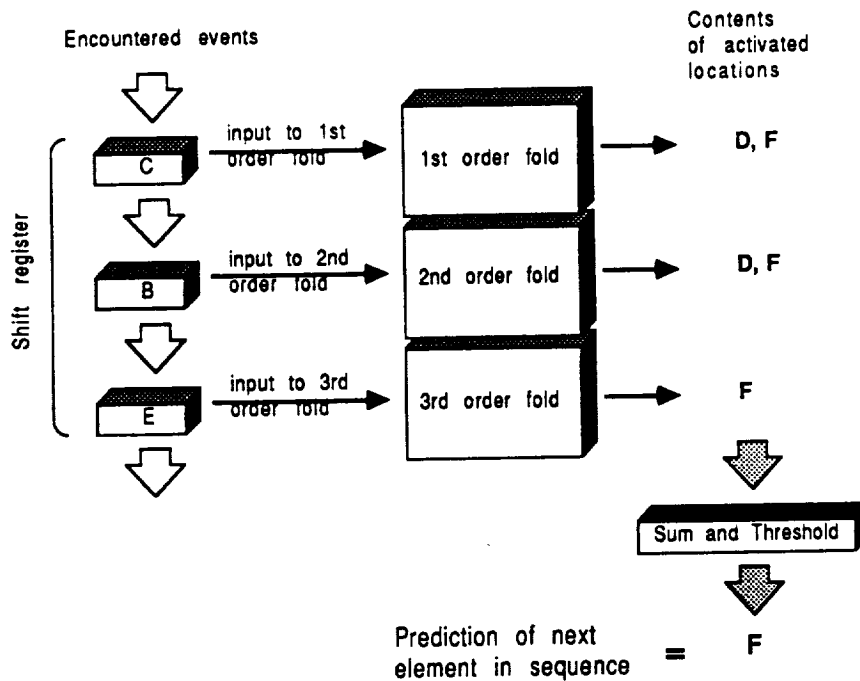 Encountered events
Contents
of activated
locations
Shift register
C
input to 1st
order fold
1st order fold
D, F
B
input to 2nd
order fold
2nd order fold
D, F
E
input to 3rd
order fold
3rd order fold
F
Sum and Threshold
Prediction of next
element in sequence
=
F